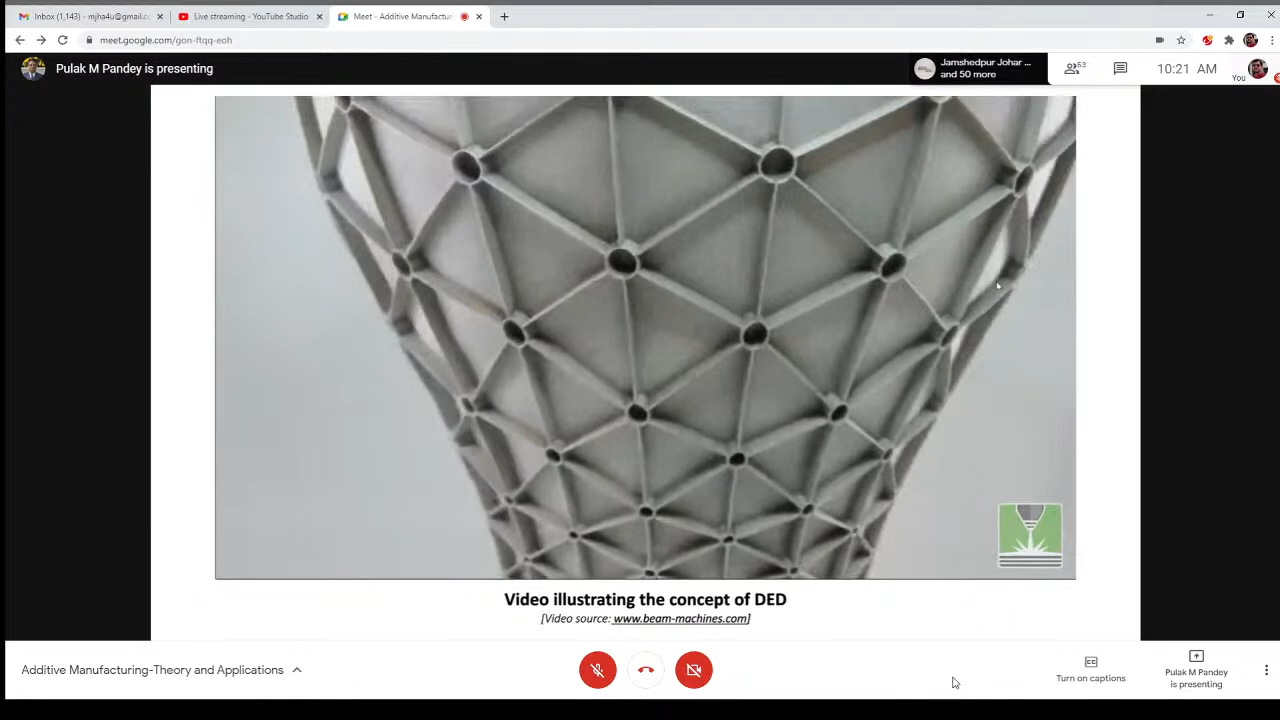 Inbox (1,143) - mjha4u@gmail.c
Live streaming - YouTube Studio
Meet - Additive Manufactur
meet.google.com/gon-ftqq-eoh
Pulak M Pandey is presenting
Jamshedpur Johar ...
and 50 more
53
10:21 AM
You
Video illustrating the concept of DED
[Video source: www.beam-machines.com]
Additive Manufacturing-Theory and Applications
Turn on captions
Pulak M Pandey
is presenting